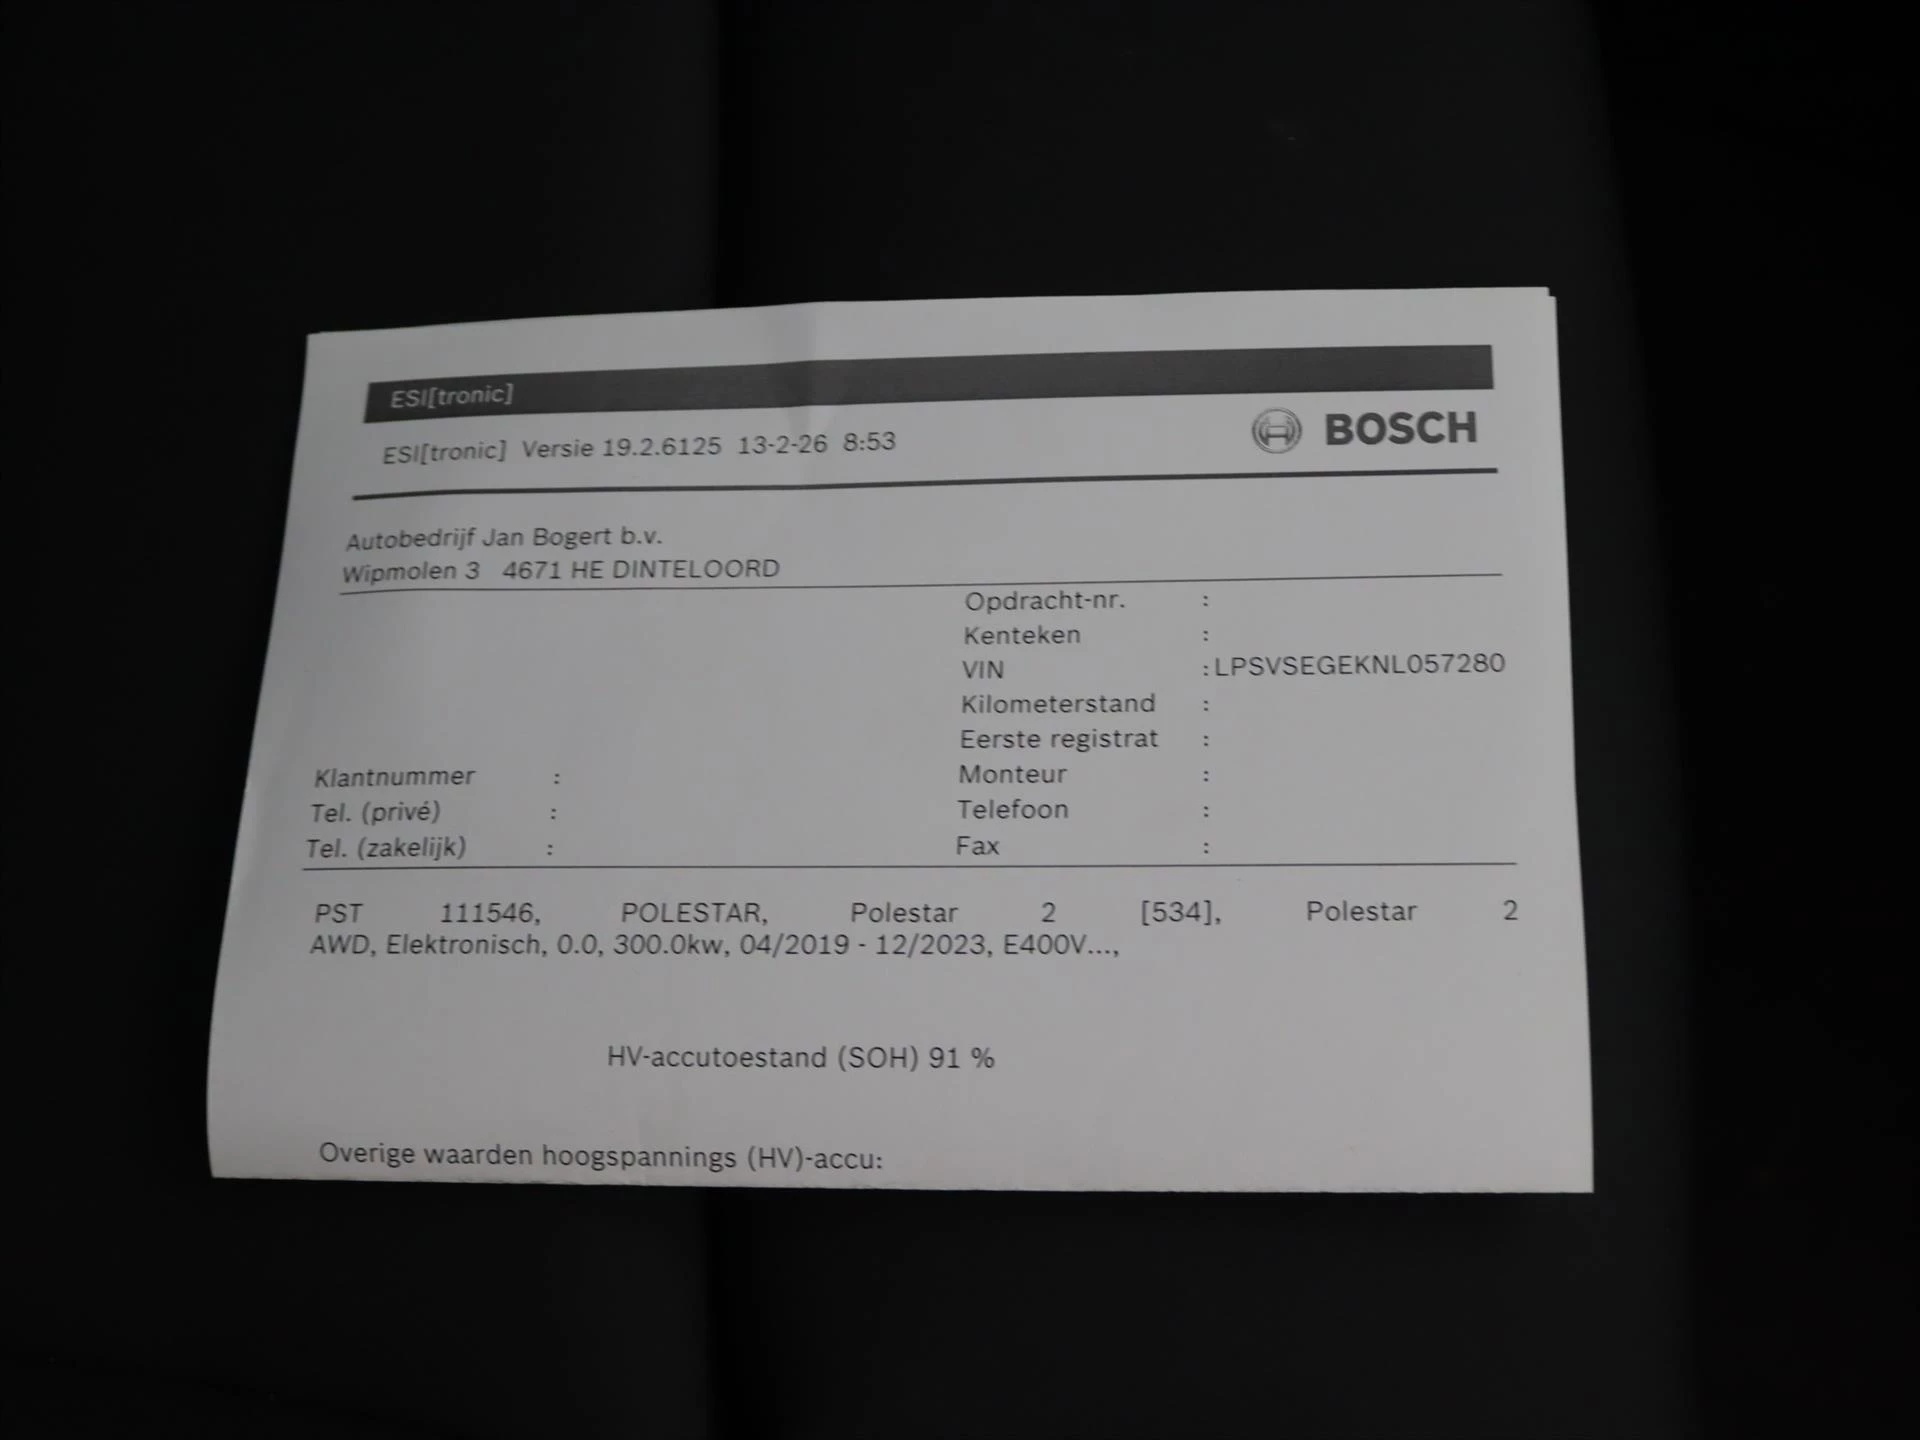 ESI[tronic]
ESI[tronic] Versie 19.2.6125 13-2-26 8:53
BOSCH
Autobedrijf Jan Bogert b.v.
Wipmolen 3 4671 HE DINTELOORD
Opdracht-nr. :
Kenteken :
VIN :LPSVSEGEKNL057280
Kilometerstand :
Eerste registrat :
Klantnummer : Monteur :
Tel. (privé) : Telefoon :
Tel. (zakelijk) : Fax :
PST 111546, POLESTAR, Polestar 2 [534], Polestar 2
AWD, Elektronisch, 0.0, 300.0kw, 04/2019 - 12/2023, E400V...,
HV-accutoestand (SOH) 91 %
Overige waarden hoogspannings (HV)-accu: